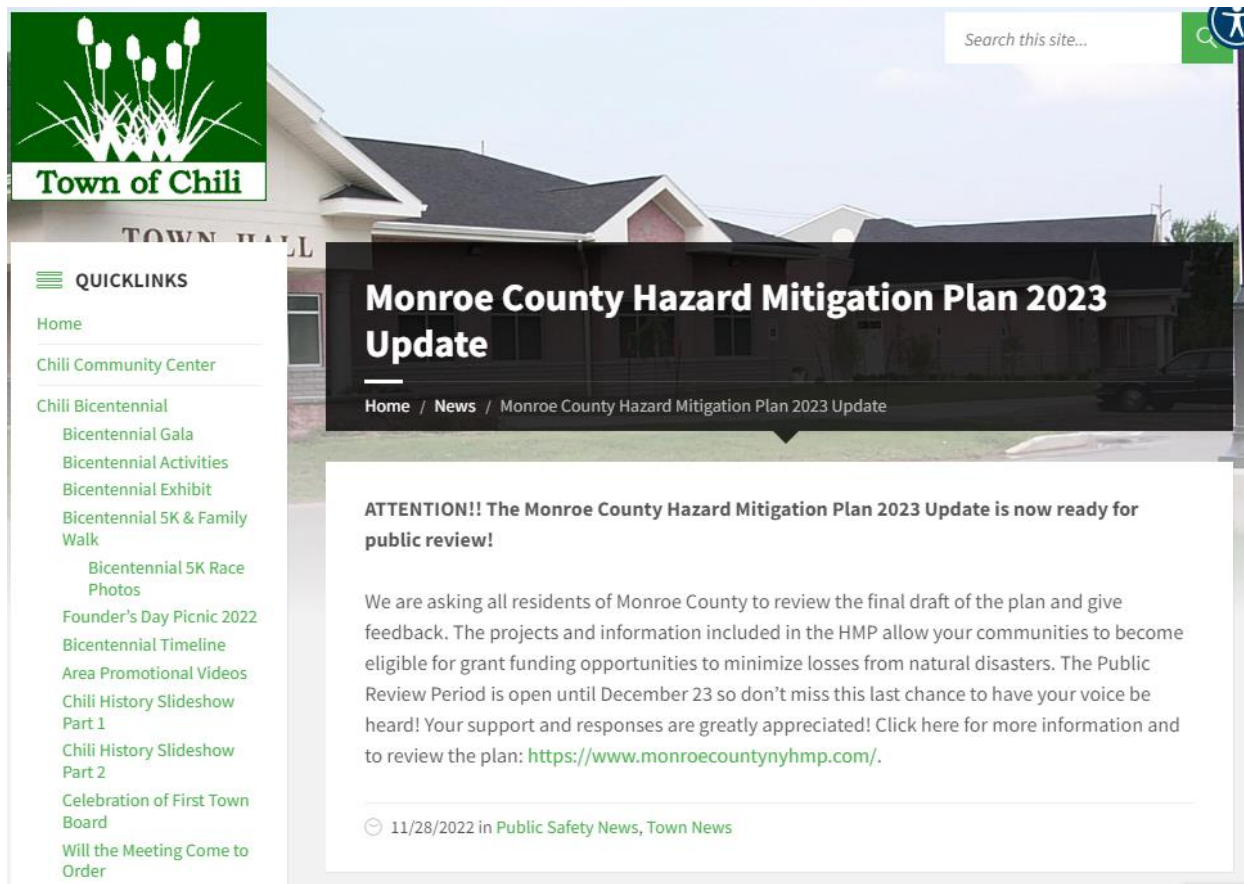 Town of Chili
Search this site...
TOWN HALL
QUICKLINKS
Home
Chili Community Center
Chili Bicentennial
Bicentennial Gala
Bicentennial Activities
Bicentennial Exhibit
Bicentennial 5K & Family
Walk
Bicentennial 5K Race
Photos
Founder's Day Picnic 2022
Bicentennial Timeline
Area Promotional Videos
Chili History Slideshow
Part 1
Chili History Slideshow
Part 2
Celebration of First Town
Board
Will the Meeting Come to
Order
Monroe County Hazard Mitigation Plan 2023
Update
Home / News / Monroe County Hazard Mitigation Plan 2023 Update
ATTENTION!! The Monroe County Hazard Mitigation Plan 2023 Update is now ready for
public review!
We are asking all residents of Monroe County to review the final draft of the plan and give
feedback. The projects and information included in the HMP allow your communities to become
eligible for grant funding opportunities to minimize losses from natural disasters. The Public
Review Period is open until December 23 so don't miss this last chance to have your voice be
heard! Your support and responses are greatly appreciated! Click here for more information and
to review the plan: https://www.monroecountynyhmp.com/.
11/28/2022 in Public Safety News, Town News